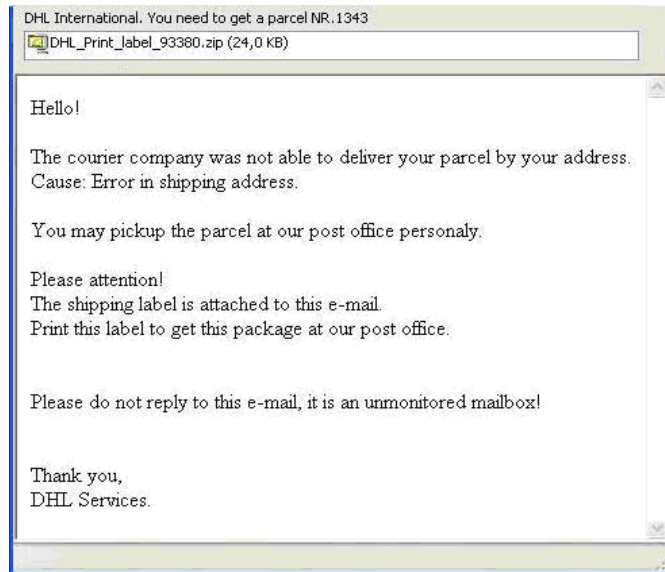 DHL International. You need to get a parcel NR.1343
DHL_Print_label_93380.zip (24,0 KB)
Hello!
The courier company was not able to deliver your parcel by your address.
Cause: Error in shipping address.
You may pickup the parcel at our post office personaly.
Please attention!
The shipping label is attached to this e-mail.
Print this label to get this package at our post office.
Please do not reply to this e-mail, it is an unmonitored mailbox!
Thank you,
DHL Services.